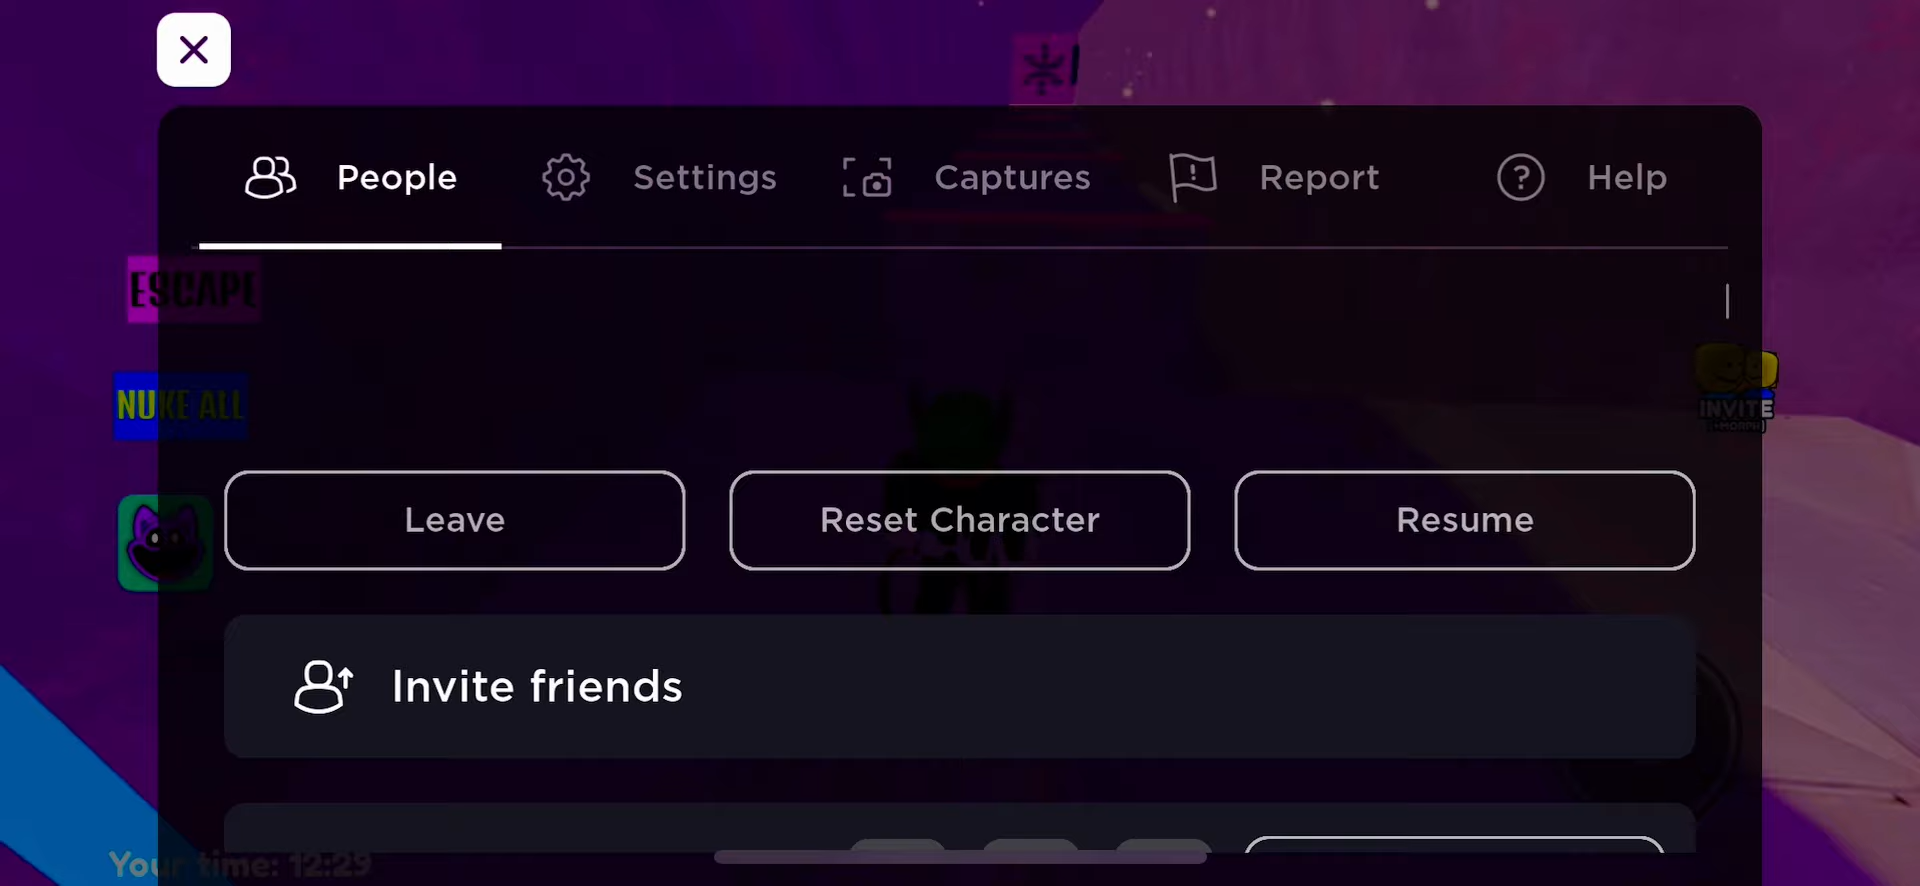 People
Settings
Captures
Report
Help
ESCAPE
NUKE ALL
INVITE
(+MORPH)
Leave
Reset Character
Resume
Invite friends
Your time: 12:29